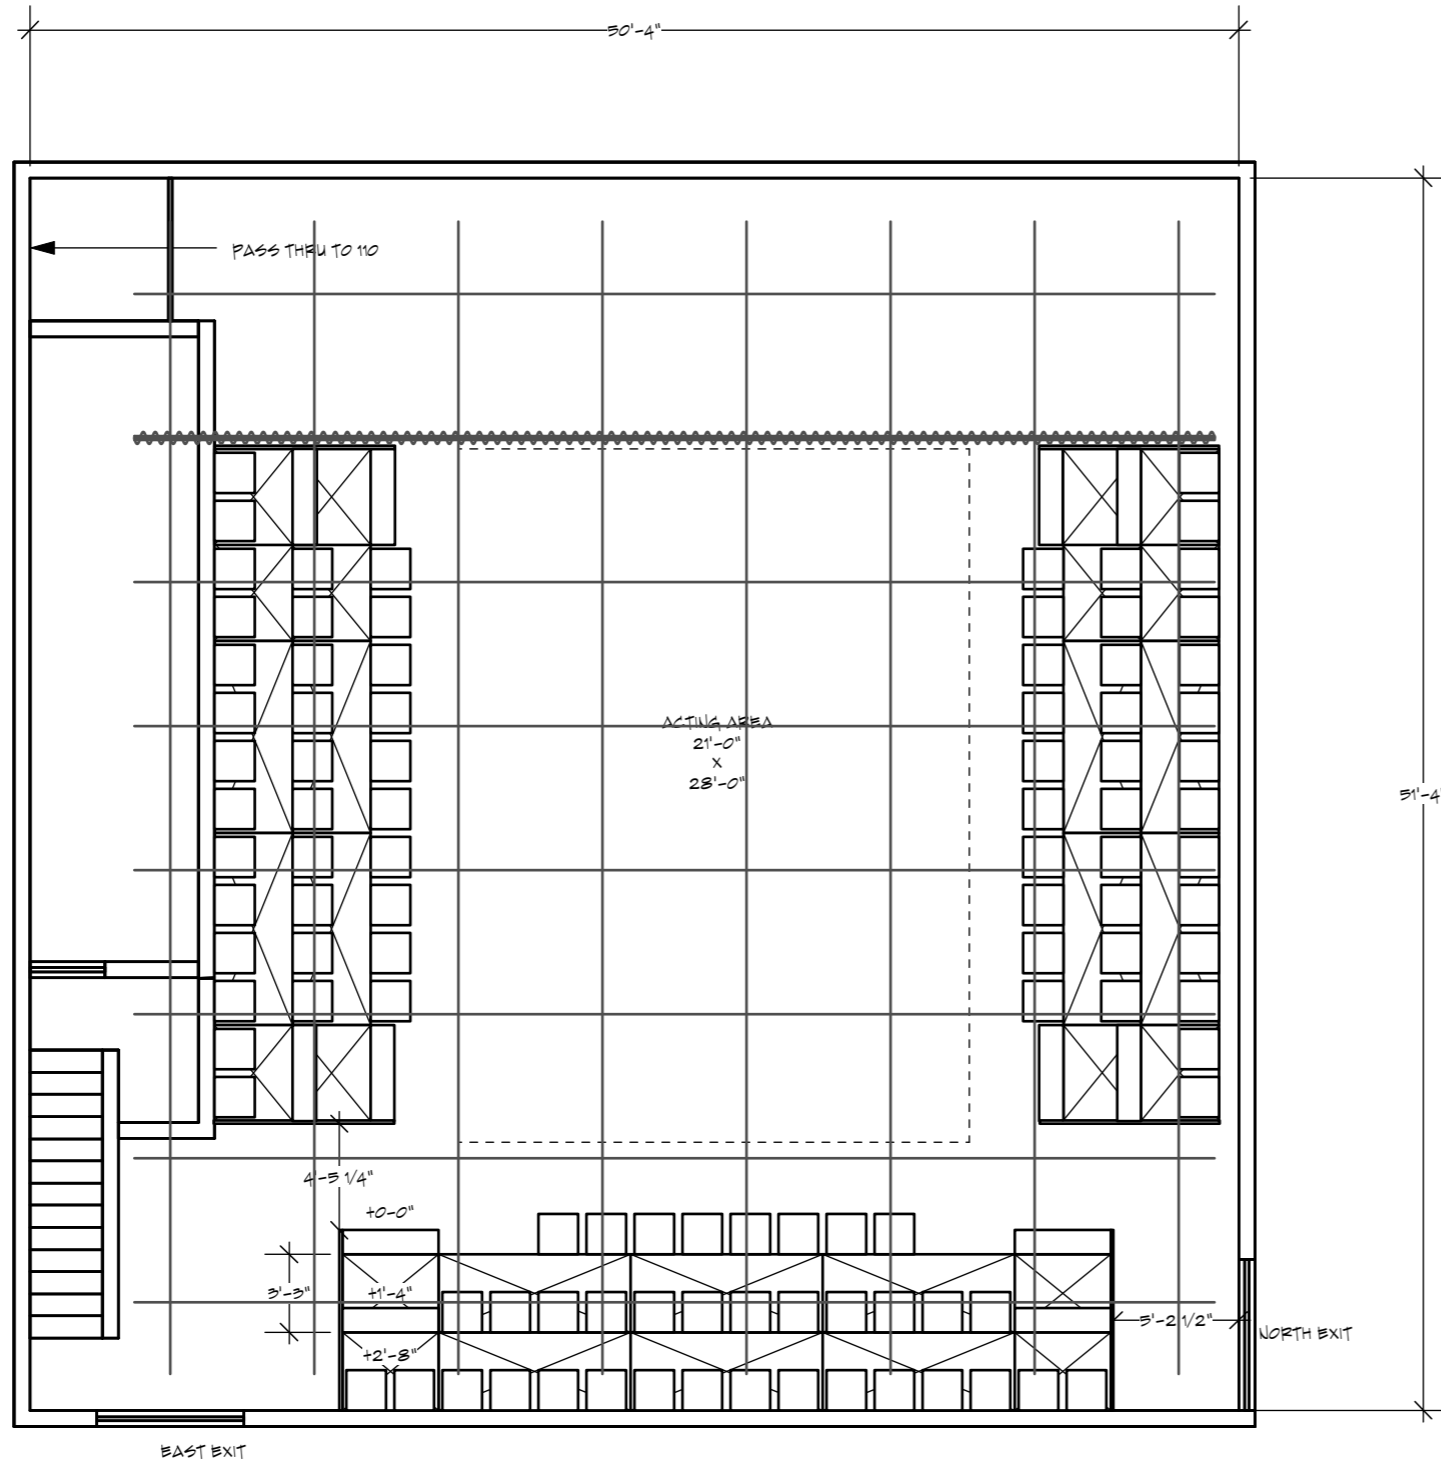 50'-4"
PASS THRU TO 110
ACTING AREA
21'-0"
X
28'-0"
51'-4"
4'-5 1/4"
+0-0"
3'-3"
+1'-4"
5'-2 1/2"
NORTH EXIT
+2'-8"
EAST EXIT